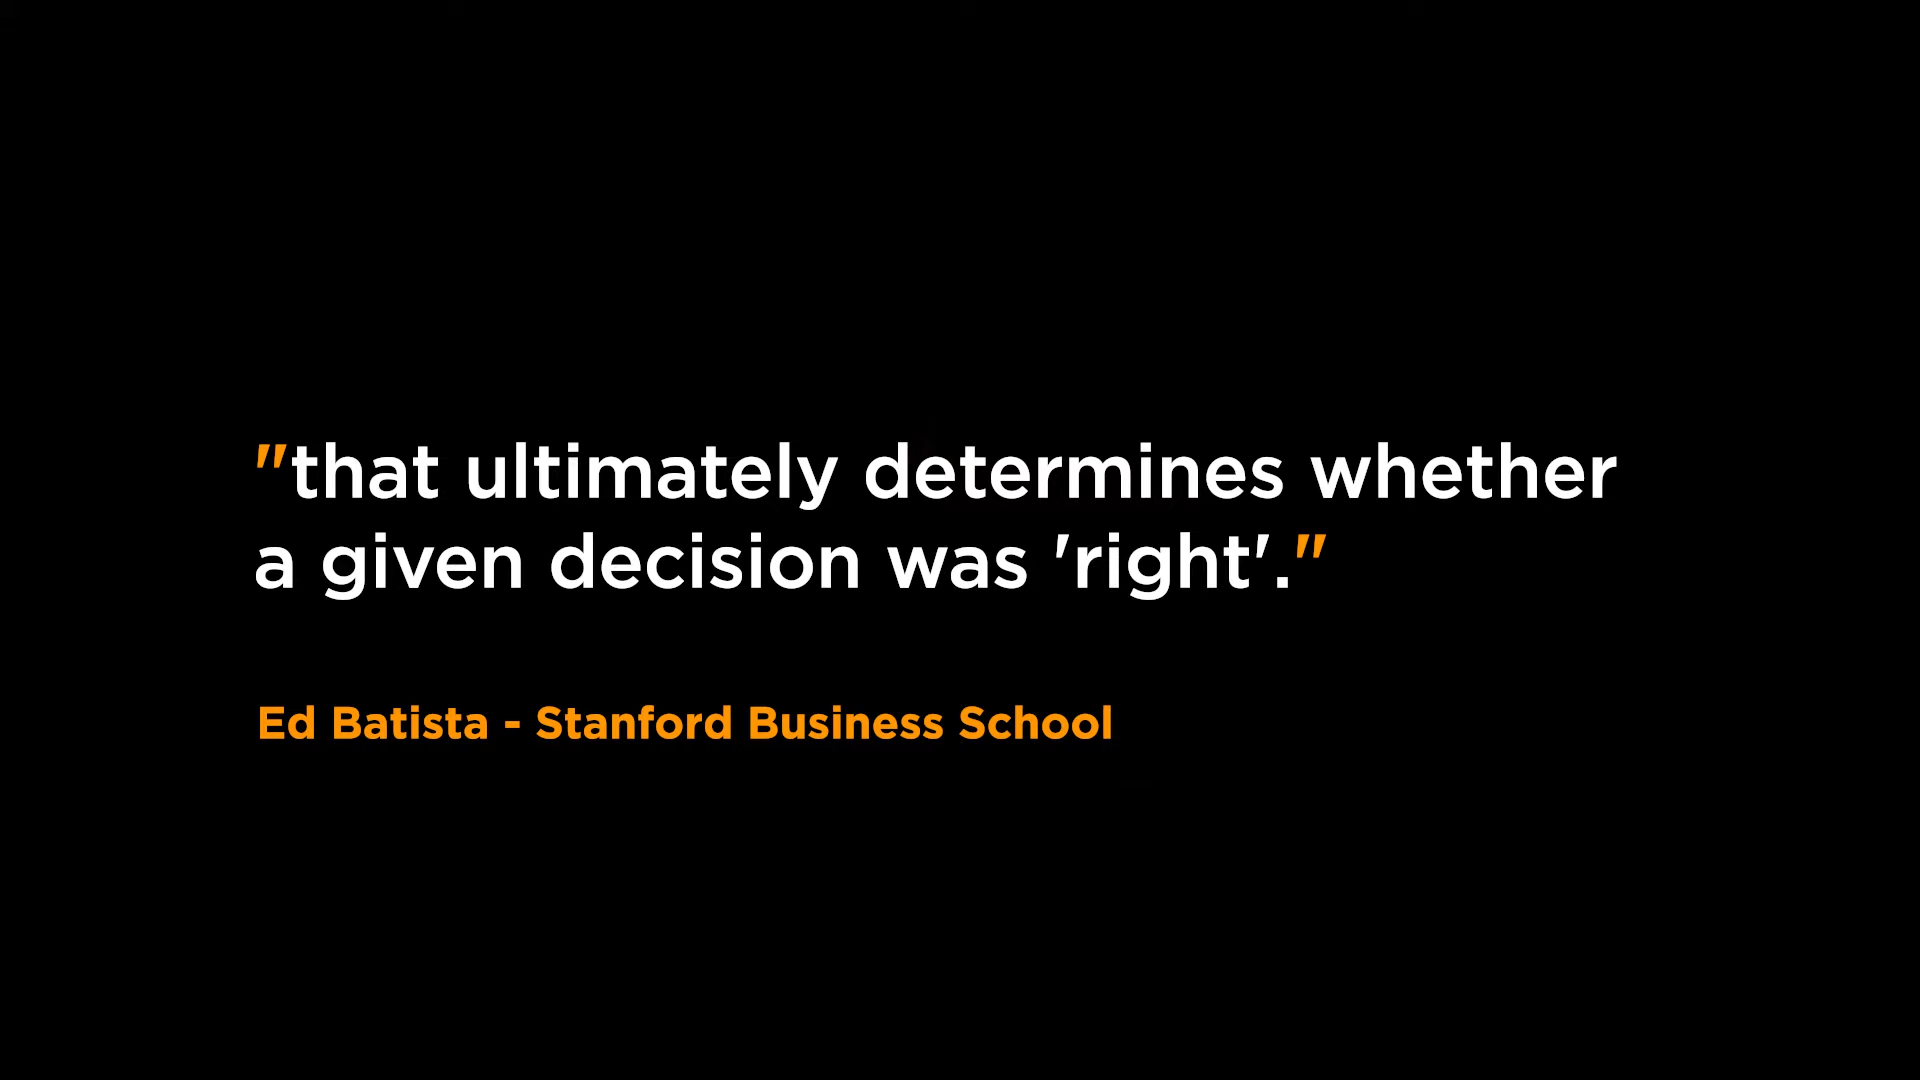 "that ultimately determines whether
a given decision was 'right'."
Ed Batista - Stanford Business School